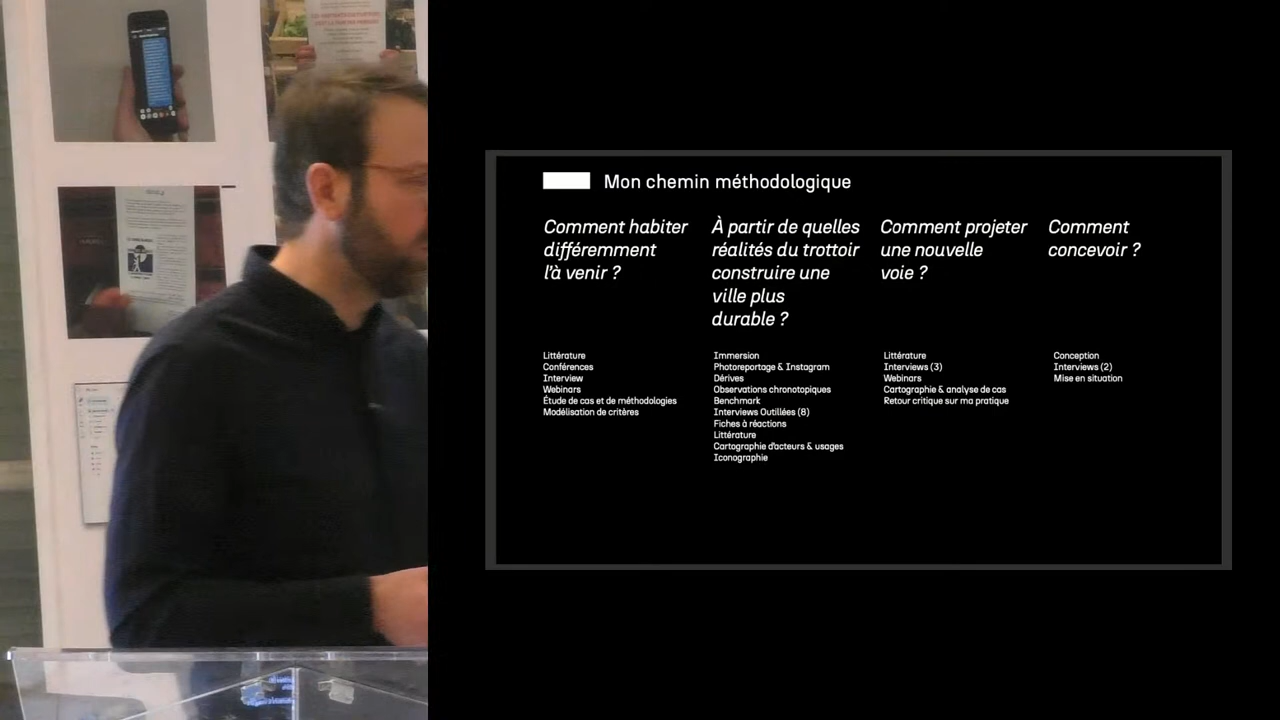 Mon chemin méthodologique
Comment habiter
différemment
l'à venir ?
À partir de quelles
réalités du trottoir
construire une
ville plus
durable ?
Comment projeter
une nouvelle
voie ?
Comment
concevoir ?
Littérature
Conférences
Interview
Webinars
Étude de cas et de méthodologies
Modélisation de critères
Immersion
Photoreportage & Instagram
Dérives
Observations chronotopiques
Benchmark
Interviews Outillées (8)
Fiches à réactions
Littérature
Cartographie d'acteurs & usages
Iconographie
Littérature
Interviews (3)
Webinars
Cartographie & analyse de cas
Retour critique sur ma pratique
Conception
Interviews (2)
Mise en situation